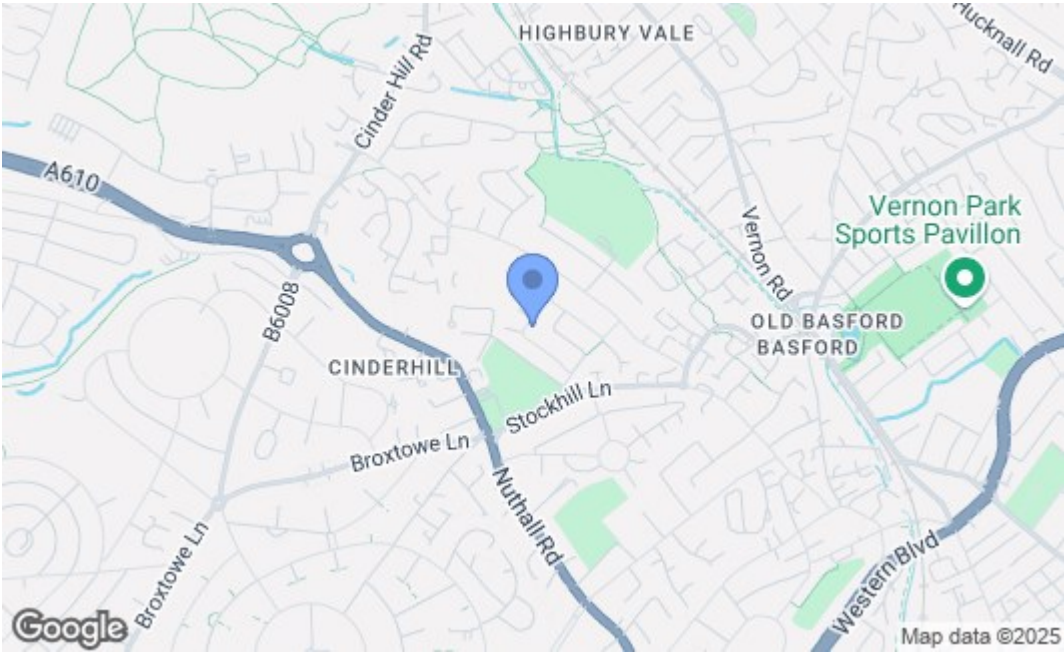 HIGHBURY VALE
Hucknall Rd
Cinder Hill Rd
A610
Vernon Park
Sports Pavillon
Vernon Rd
B6008
OLD BASFORD
BASFORD
CINDERHILL
Stockhill Ln
Broxtowe Ln
Nuthall Rd
Broxtowe Ln
Western Blvd
Google
Map data ©2025